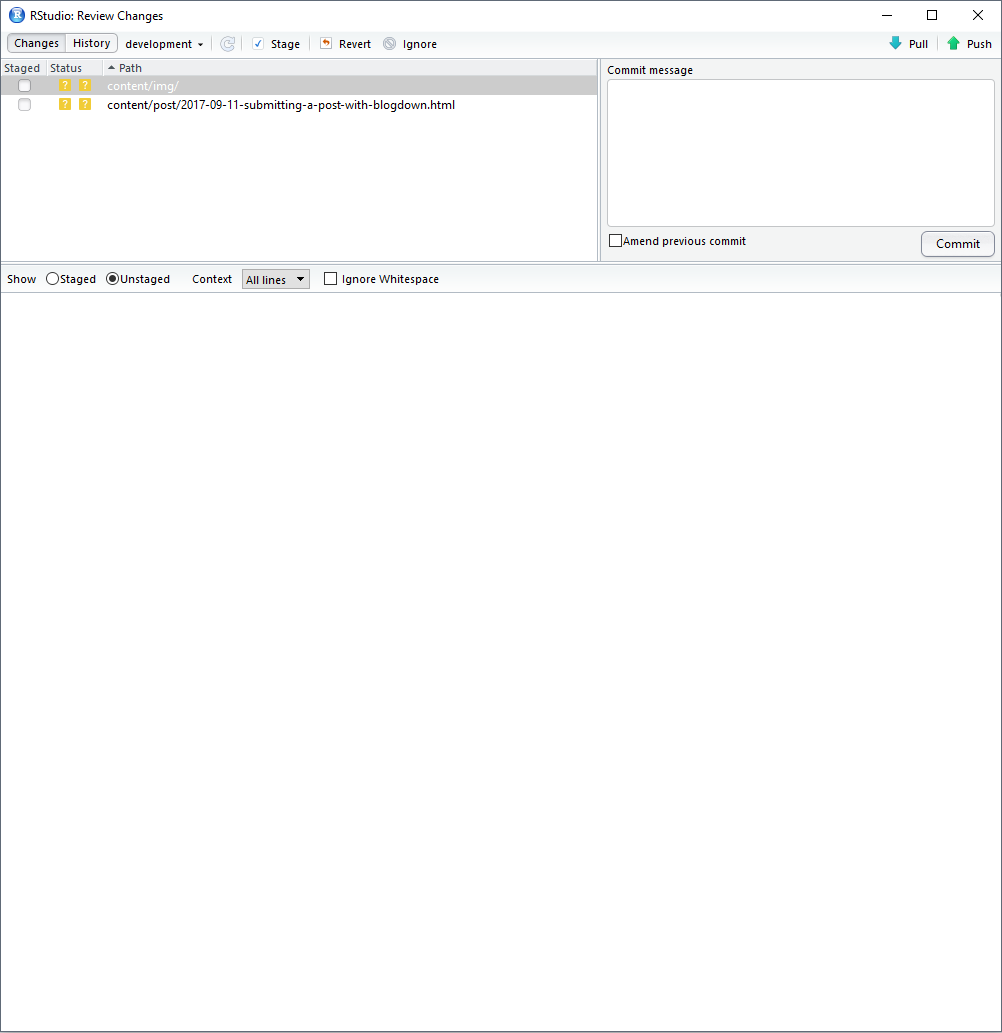 RStudio: Review Changes
Changes History development Stage Revert Ignore Pull Push
Staged Status Path
? ? content/img/
? ? content/post/2017-09-11-submitting-a-post-with-blogdown.html
Commit message
Amend previous commit
Commit
Show Staged Unstaged Context All lines Ignore Whitespace